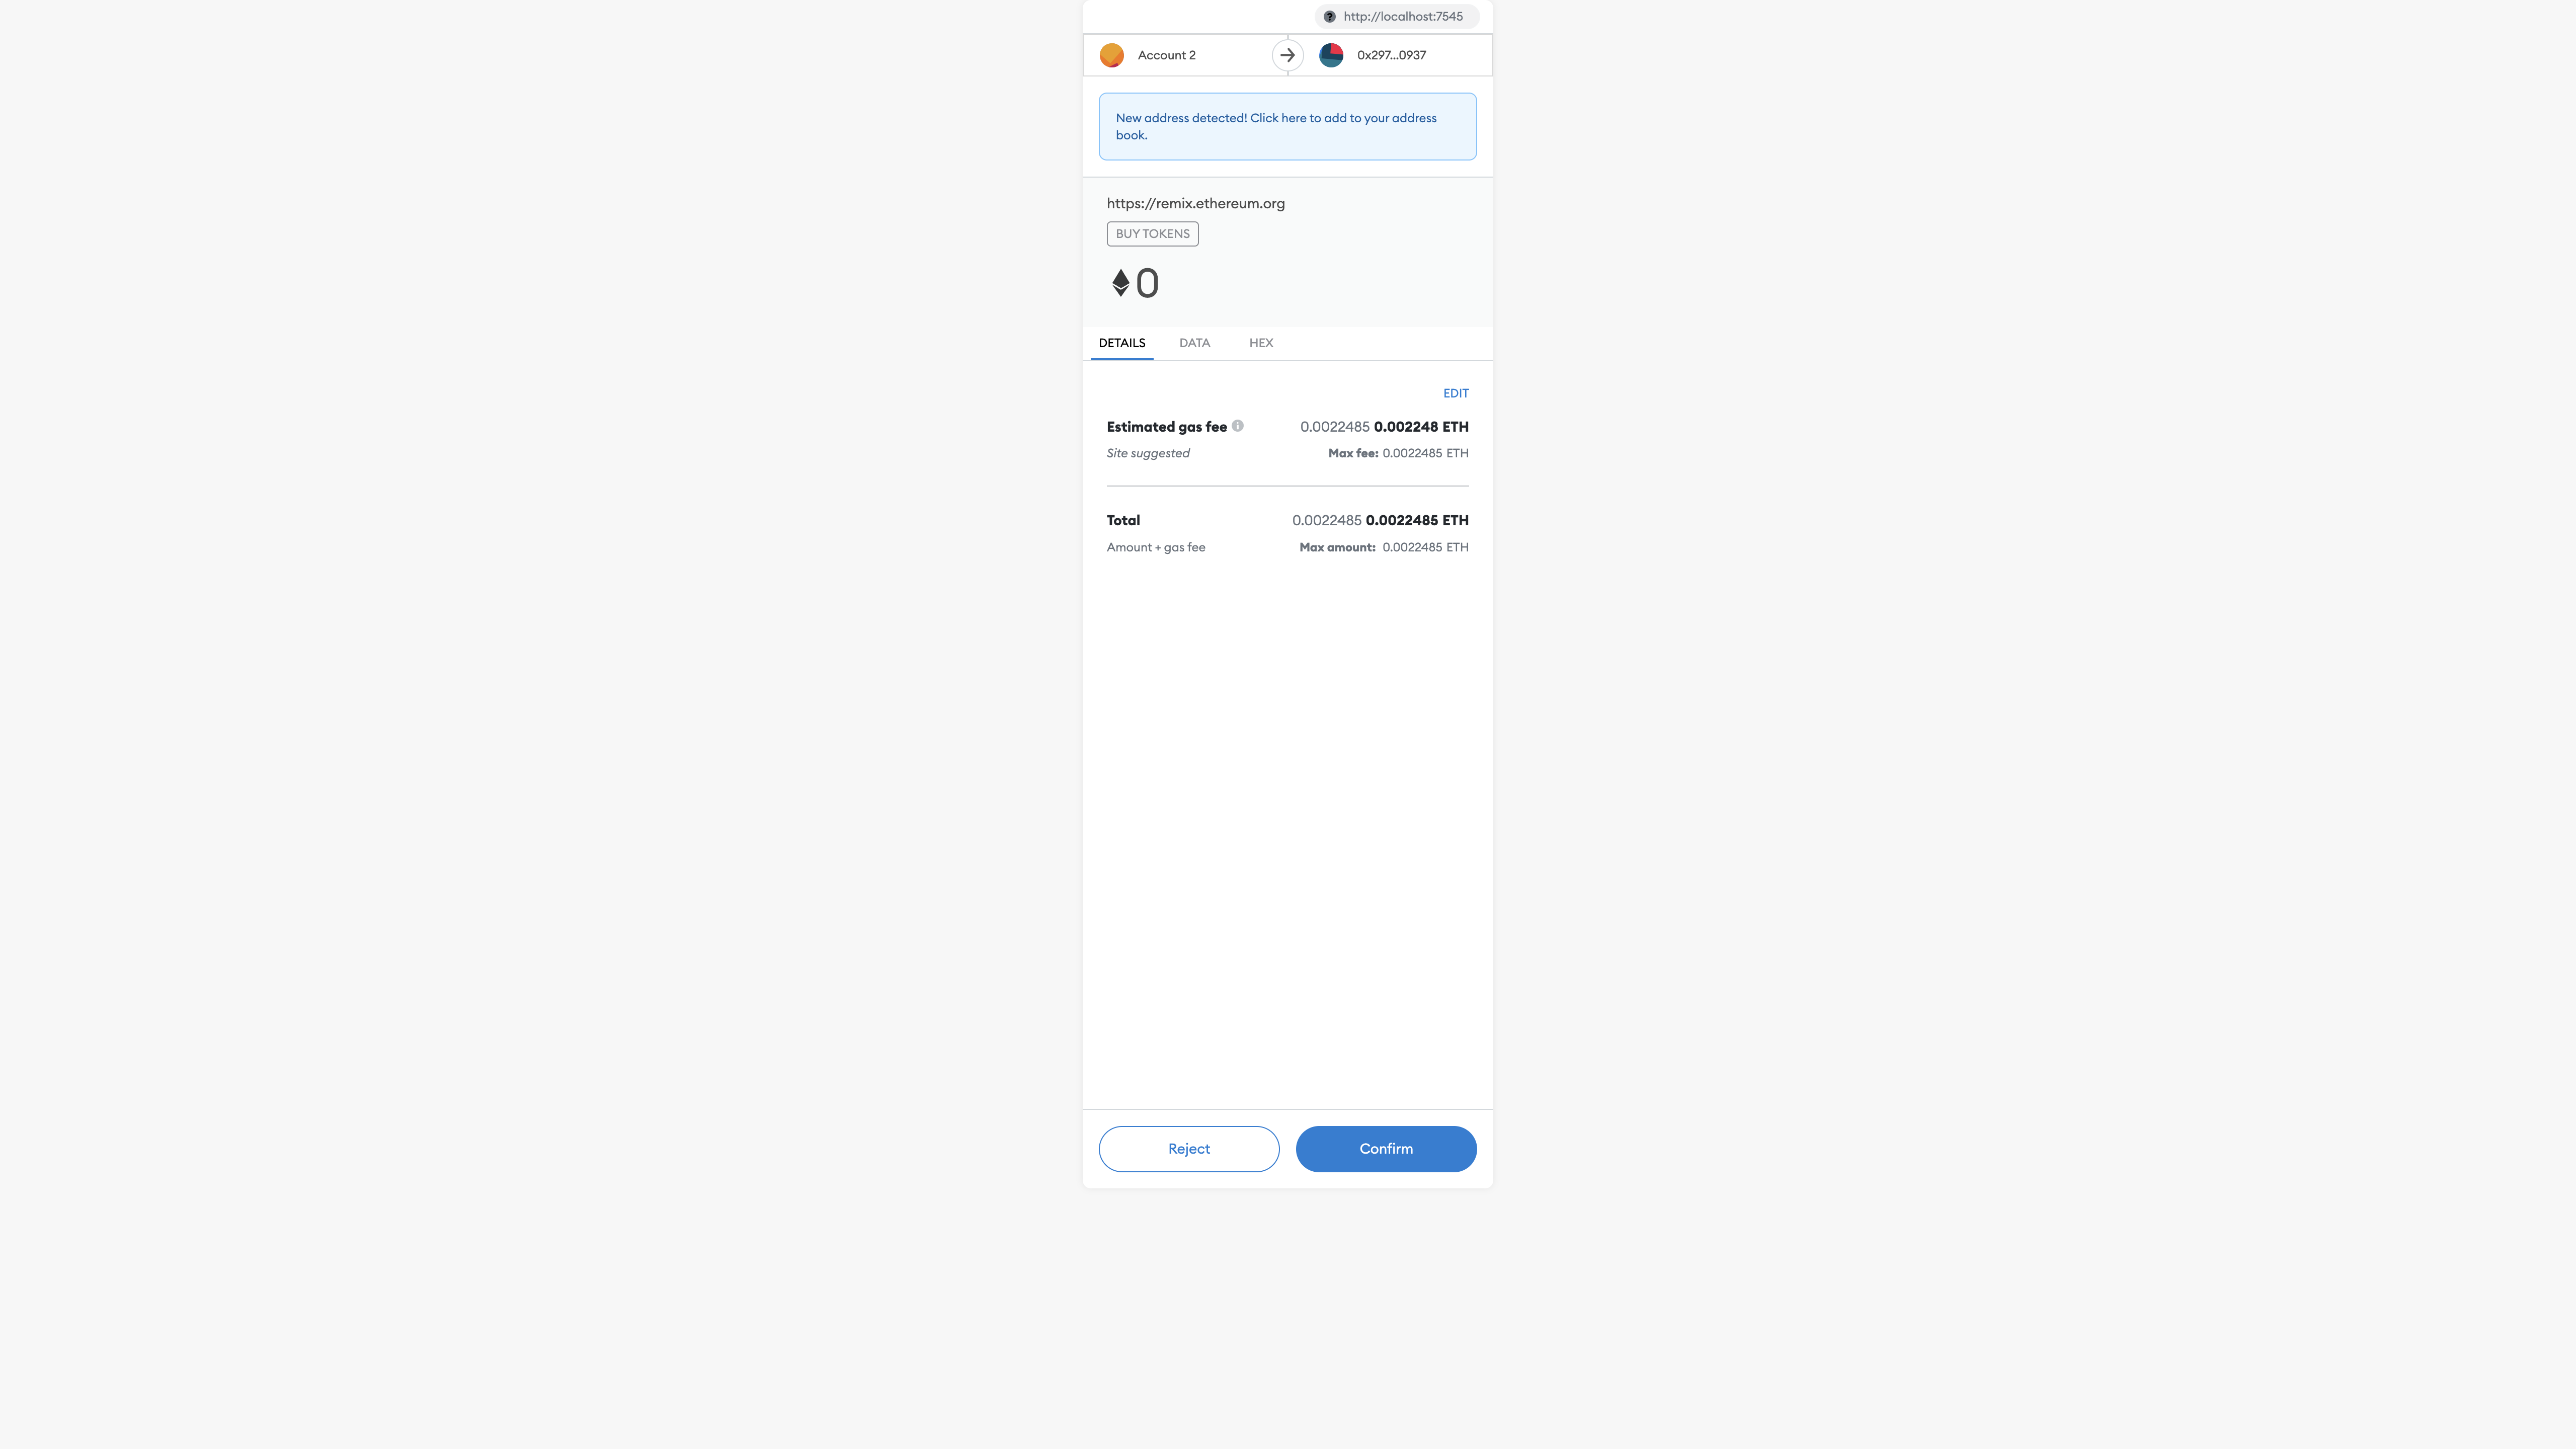 ? http://localhost:7545
Account 2 0x297...0937
New address detected! Click here to add to your address
book.
https://remix.ethereum.org
BUY TOKENS
0
DETAILS DATA HEX
EDIT
Estimated gas fee i 0.0022485 0.002248 ETH
Site suggested Max fee: 0.0022485 ETH
Total 0.0022485 0.0022485 ETH
Amount + gas fee Max amount: 0.0022485 ETH
Reject Confirm